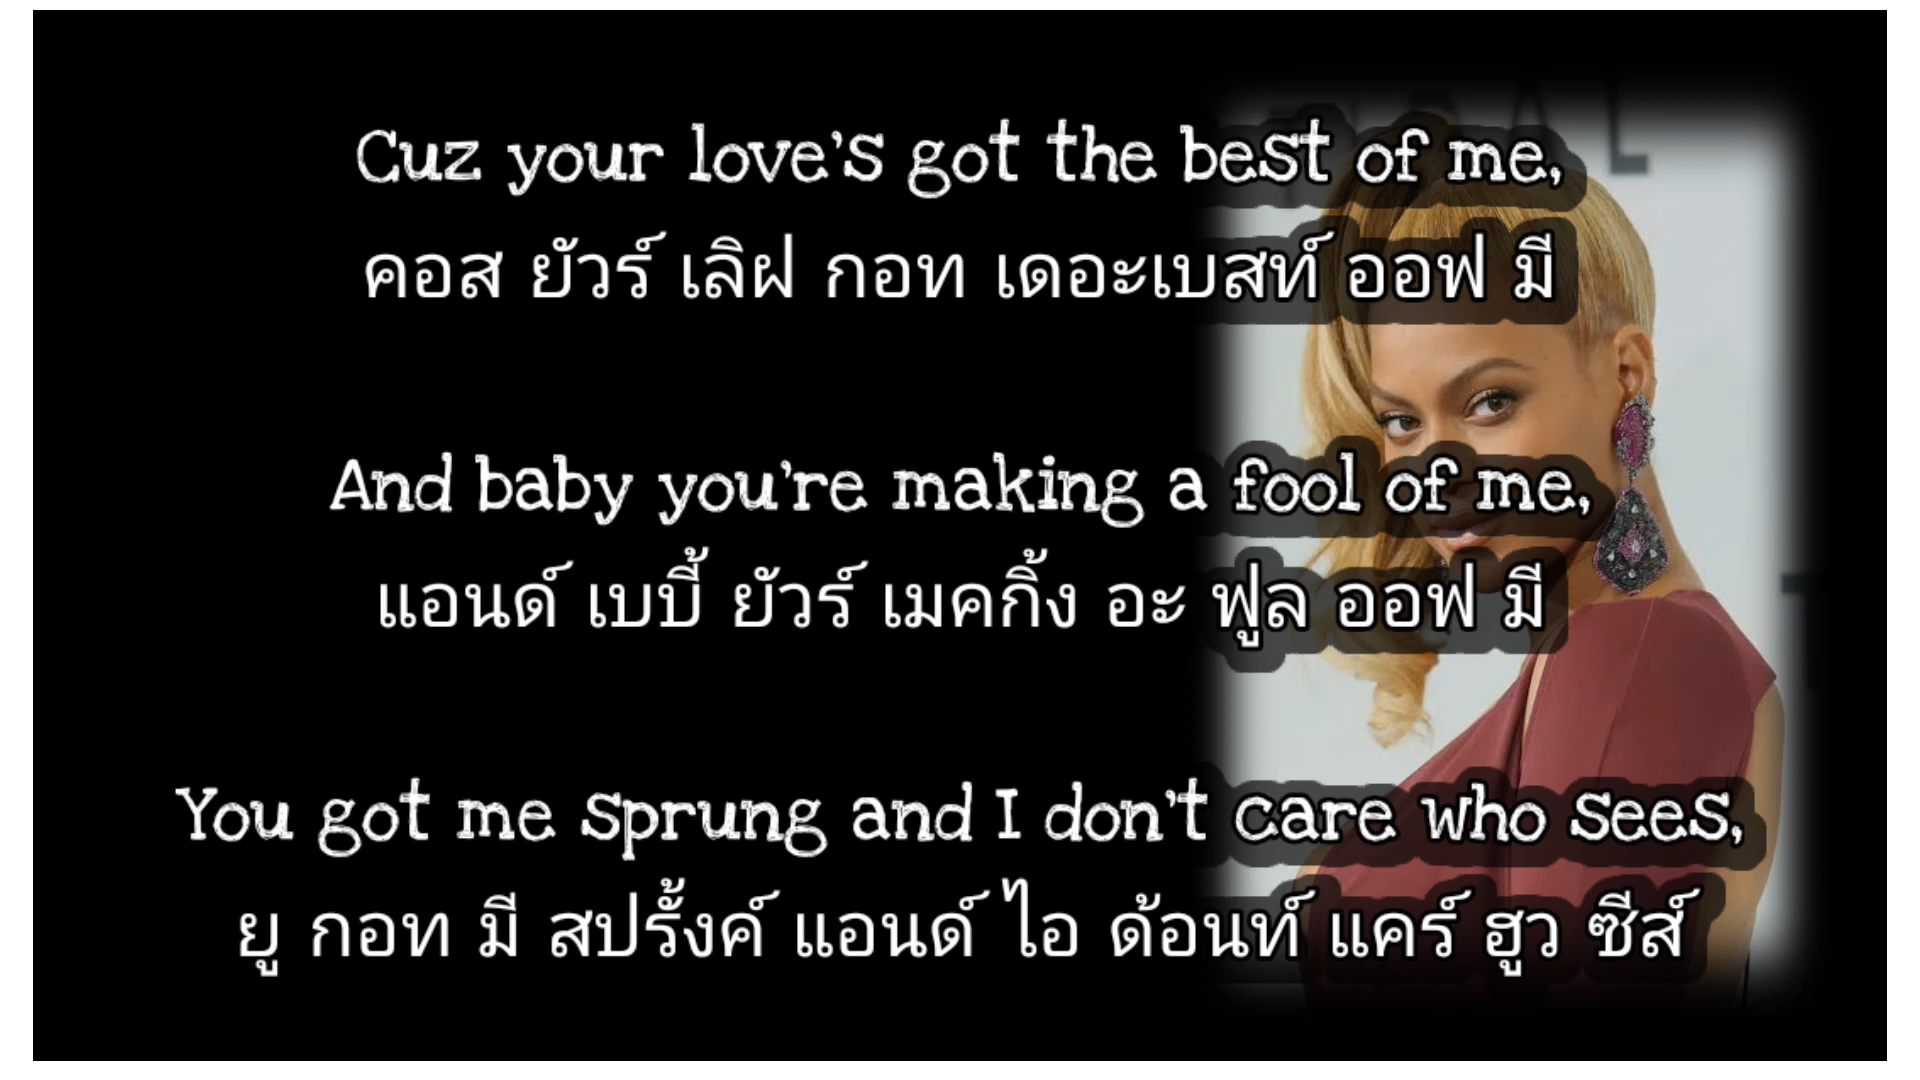 Cuz your love's got the best of me,
คอส ยัวร์ เลิฝ กอท เดอะเบสท์ ออฟ มี
And baby you're making a fool of me,
แอนด์ เบบี้ ยัวร์ เมคกิ้ง อะ ฟูล ออฟ มี
You got me sprung and I don't care who sees,
ยู กอท มี สปรั้งค์ แอนด์ ไอ ด้อนท์ แคร์ ฮูว ซีส์